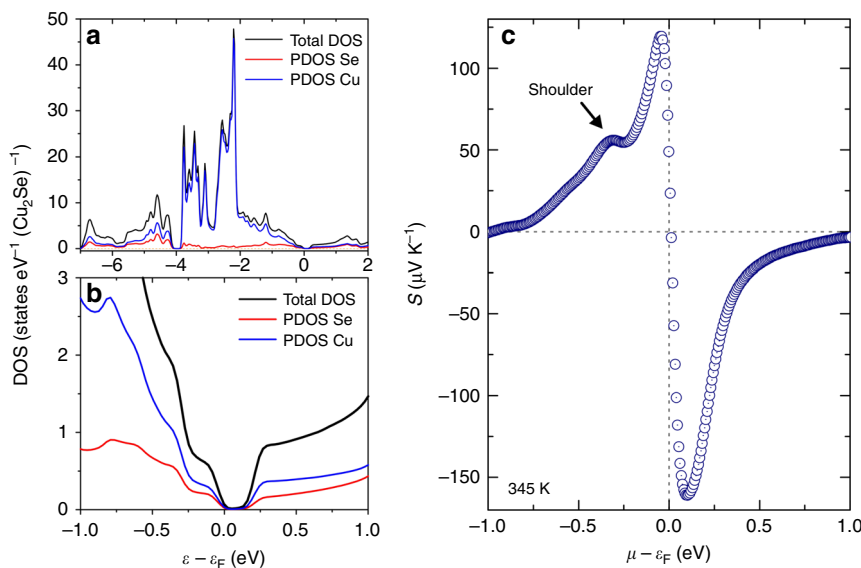 a
Total DOS
PDOS Se
PDOS Cu
50
40
30
20
10
0
−6
−4
−2
0
2
b
Total DOS
PDOS Se
PDOS Cu
3
2
1
0
−1.0
−0.5
0.0
0.5
1.0
DOS (states eV⁻¹ (Cu₂Se)⁻¹)
ε − ε_F (eV)
c
Shoulder
100
50
0
−50
−100
−150
345 K
−1.0
−0.5
0
0.5
1.0
S (μV K⁻¹)
μ − ε_F (eV)